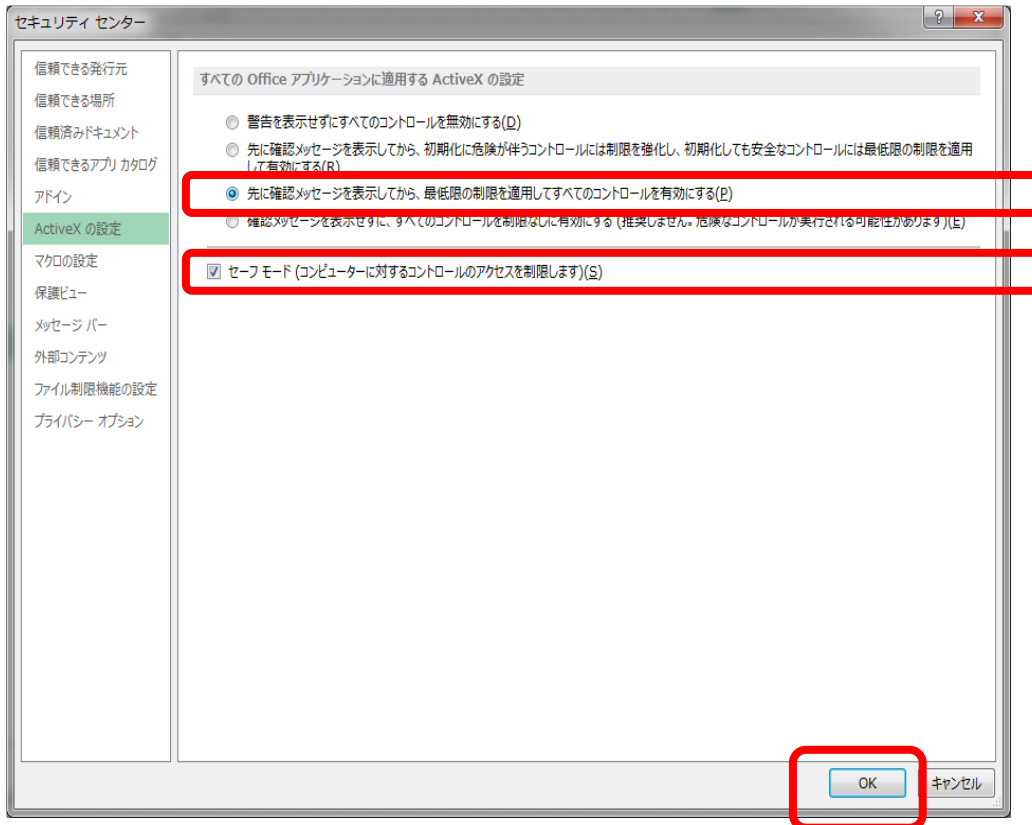 セキュリティ センター
?
信頼できる発行元
信頼できる場所
信頼済みドキュメント
信頼できるアプリ カタログ
アドイン
ActiveX の設定
マクロの設定
保護ビュー
メッセージ バー
外部コンテンツ
ファイル制限機能の設定
プライバシー オプション
すべての Office アプリケーションに適用する ActiveX の設定
警告を表示せずにすべてのコントロールを無効にする(D)
先に確認メッセージを表示してから、初期化に危険が伴うコントロールには制限を強化し、初期化しても安全なコントロールには最低限の制限を適用
して有効にする(R)
先に確認メッセージを表示してから、最低限の制限を適用してすべてのコントロールを有効にする(P)
確認メッセージを表示せずに、すべてのコントロールを制限なしに有効にする (推奨しません。危険なコントロールが実行される可能性があります)(E)
セーフ モード (コンピューターに対するコントロールのアクセスを制限します)(S)
OK
キャンセル